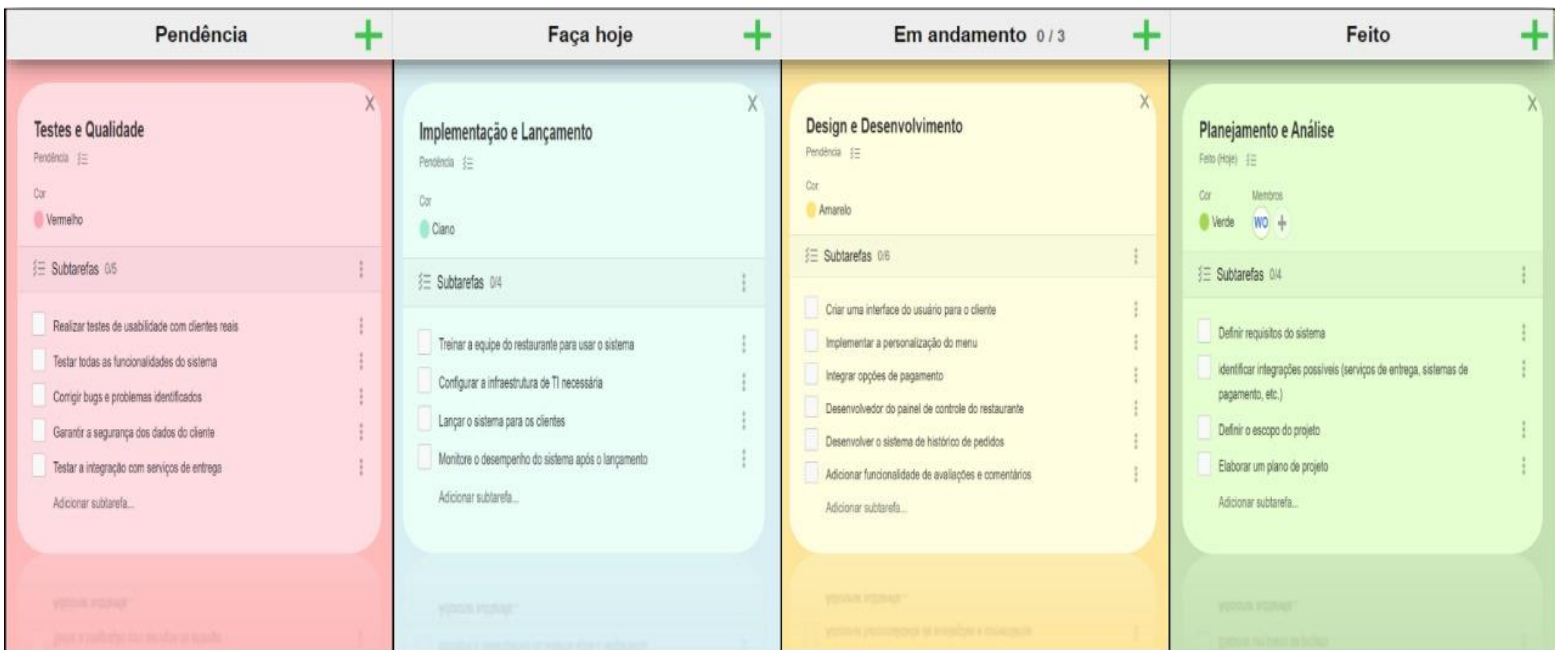 Pendência
Faça hoje
Em andamento 0 / 3
Feito
X
Testes e Qualidade
Pendência
Cor
Vermelho
Subtarefas 0/5
Realizar testes de usabilidade com clientes reais
Testar todas as funcionalidades do sistema
Corrigir bugs e problemas identificados
Garantir a segurança dos dados do cliente
Testar a integração com serviços de entrega
Adicionar subtarefa...
X
Implementação e Lançamento
Pendência
Cor
Ciano
Subtarefas 0/4
Treinar a equipe do restaurante para usar o sistema
Configurar a infraestrutura de TI necessária
Lançar o sistema para os clientes
Monitore o desempenho do sistema após o lançamento
Adicionar subtarefa...
X
Design e Desenvolvimento
Pendência
Cor
Amarelo
Subtarefas 0/6
Criar uma interface do usuário para o cliente
Implementar a personalização do menu
Integrar opções de pagamento
Desenvolvedor do painel de controle do restaurante
Desenvolver o sistema de histórico de pedidos
Adicionar funcionalidade de avaliações e comentários
Adicionar subtarefa...
X
Planejamento e Análise
Feito (Hoje)
Cor Membros
Verde WO +
Subtarefas 0/4
Definir requisitos do sistema
identificar integrações possíveis (serviços de entrega, sistemas de
pagamento, etc.)
Definir o escopo do projeto
Elaborar um plano de projeto
Adicionar subtarefa...